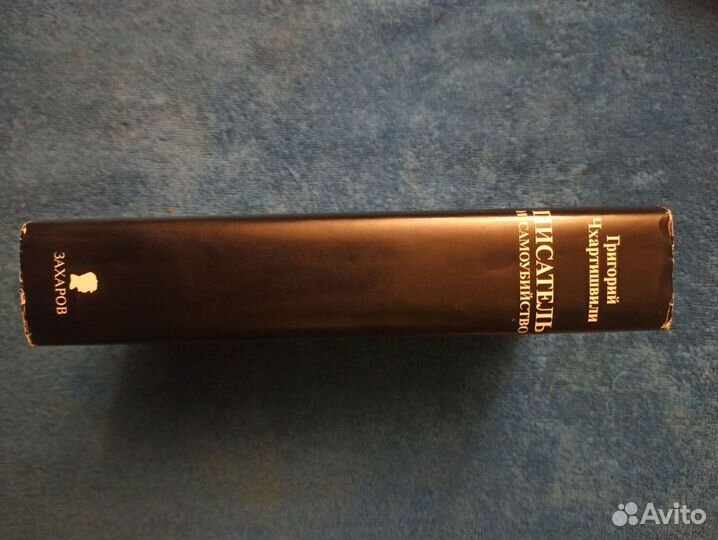 Григорий
Чхартишвили
ПИСАТЕЛЬ
И САМОУБИЙСТВО
ЗАХАРОВ
Avito